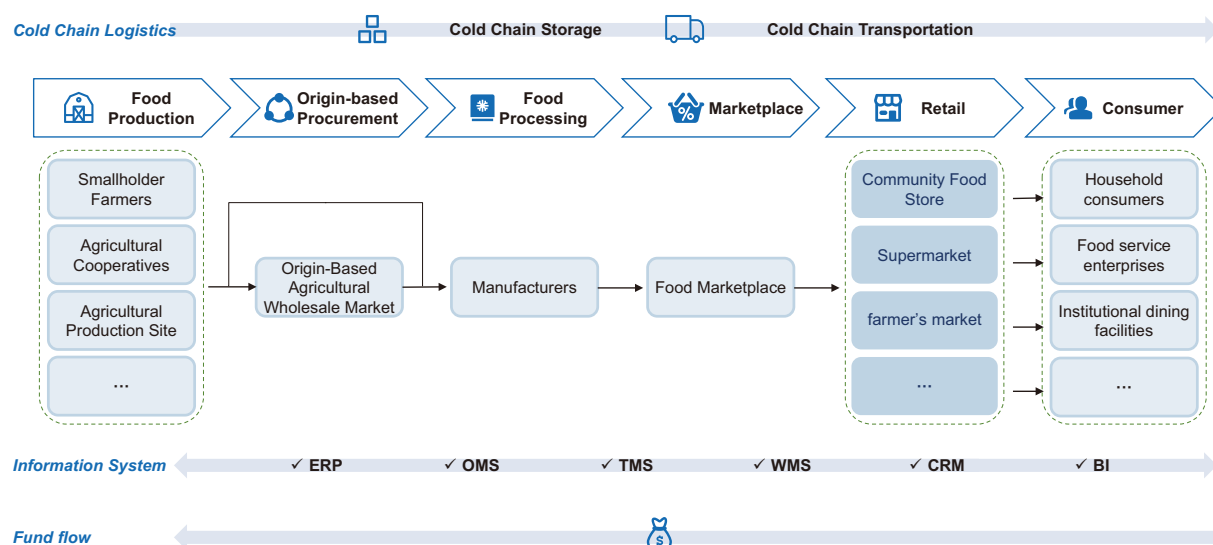 Cold Chain Logistics
Cold Chain Storage
Cold Chain Transportation
Food
Production
Origin-based
Procurement
Food
Processing
Marketplace
Retail
Consumer
Smallholder
Farmers
Agricultural
Cooperatives
Agricultural
Production Site
...
Origin-Based
Agricultural
Wholesale Market
Manufacturers
Food Marketplace
Community Food
Store
Supermarket
farmer's market
...
Household
consumers
Food service
enterprises
Institutional dining
facilities
...
Information System
✓ ERP
✓ OMS
✓ TMS
✓ WMS
✓ CRM
✓ BI
Fund flow
$